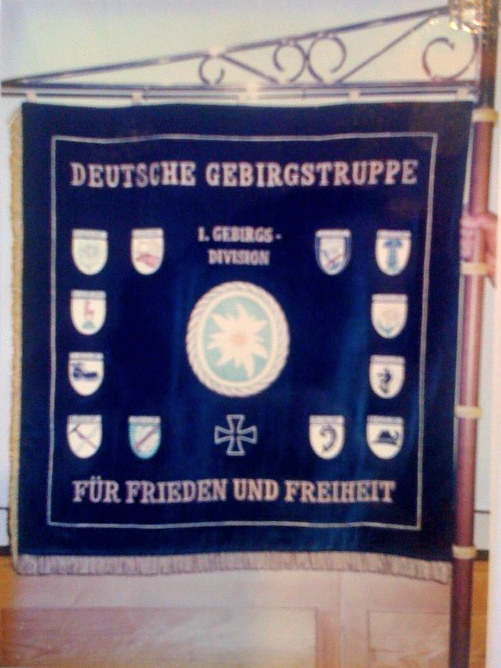 DEUTSCHE GEBIRGSTRUPPE
1. GEBIRGS-
DIVISION
FÜR FRIEDEN UND FREIHEIT